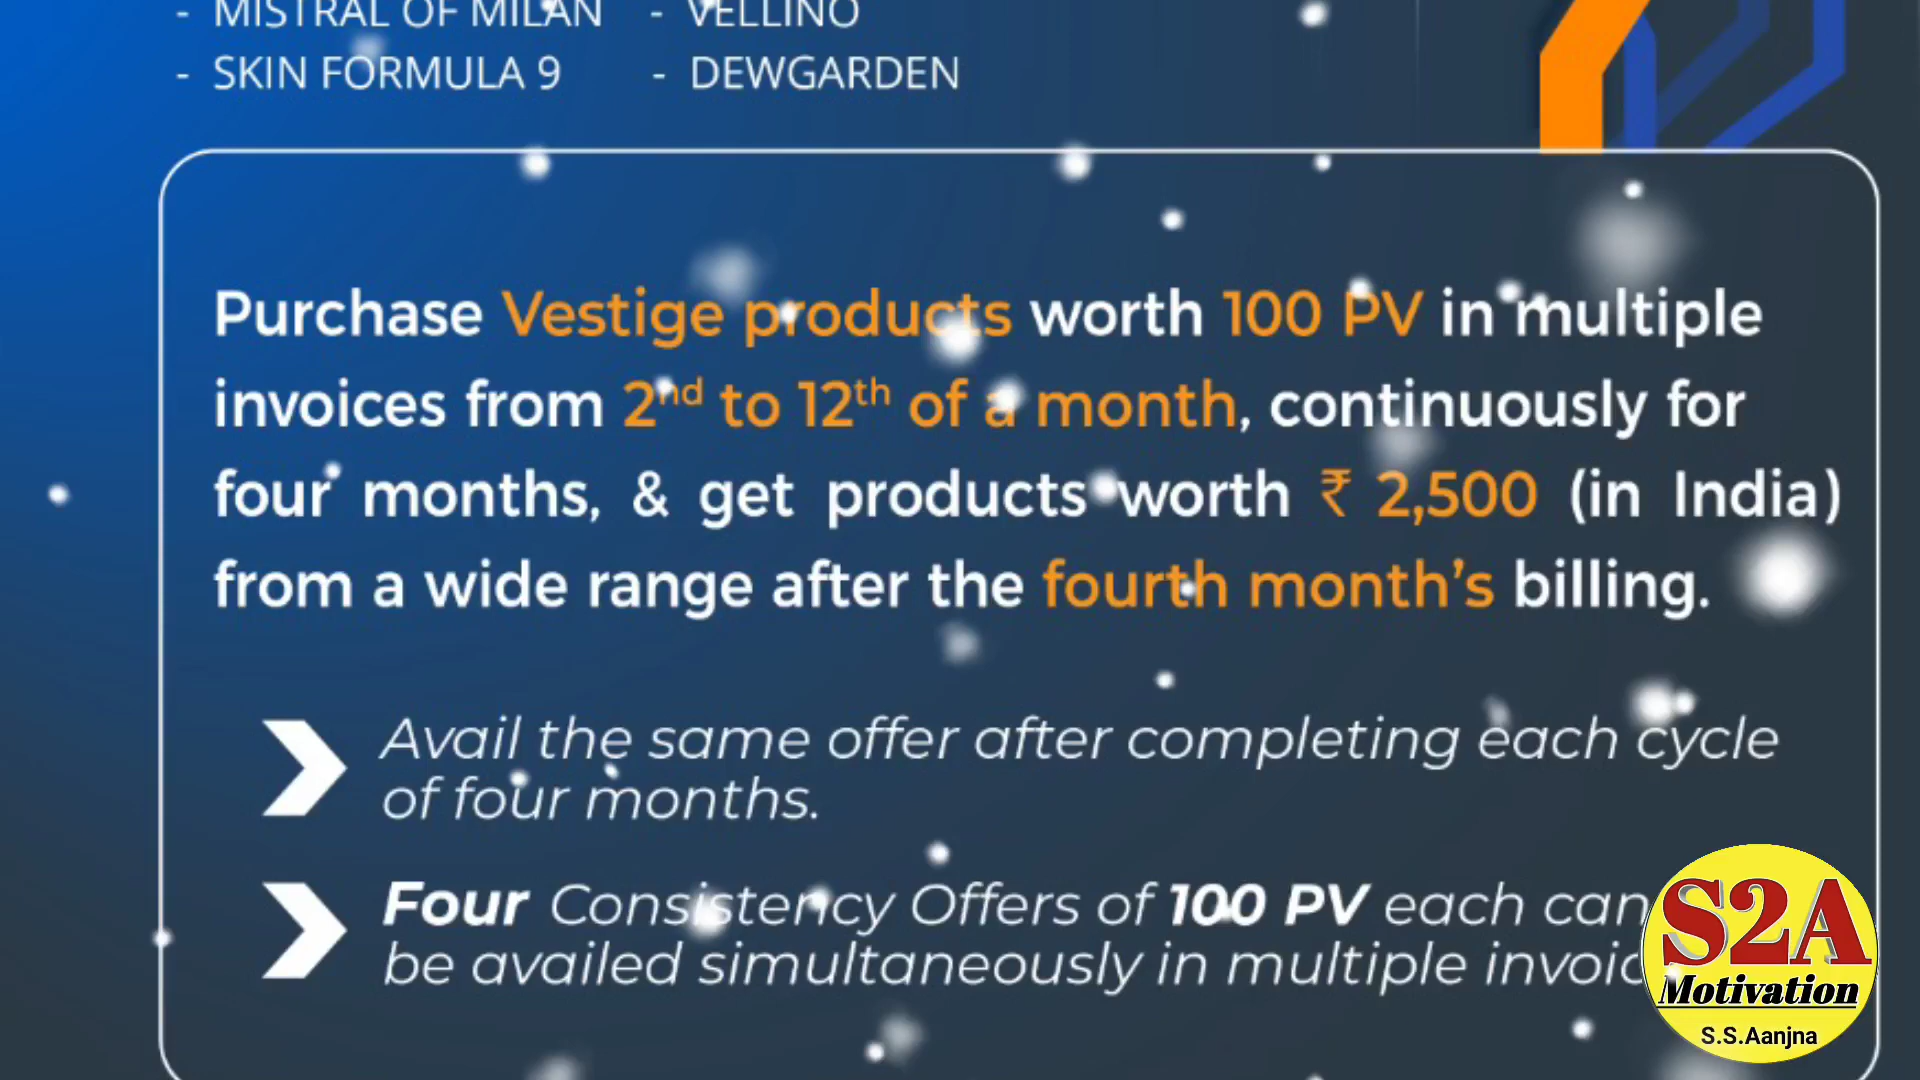 - MISTRAL OF MILAN - VELLINO
- SKIN FORMULA 9 - DEWGARDEN
Purchase Vestige products worth 100 PV in multiple
invoices from 2nd to 12th of a month, continuously for
four months, & get products worth ₹ 2,500 (in India)
from a wide range after the fourth month's billing.
Avail the same offer after completing each cycle
of four months.
Four Consistency Offers of 100 PV each can
be availed simultaneously in multiple
S2A
Motivation
S.S.Aanjna